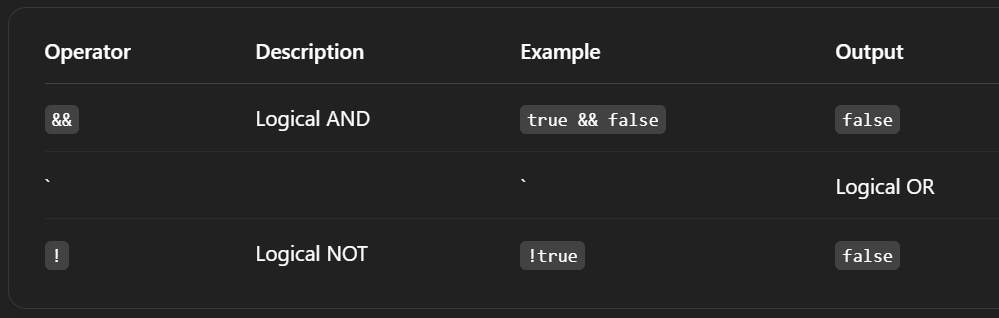 Operator Description Example Output
&& Logical AND true && false false
` ` Logical OR
! Logical NOT !true false